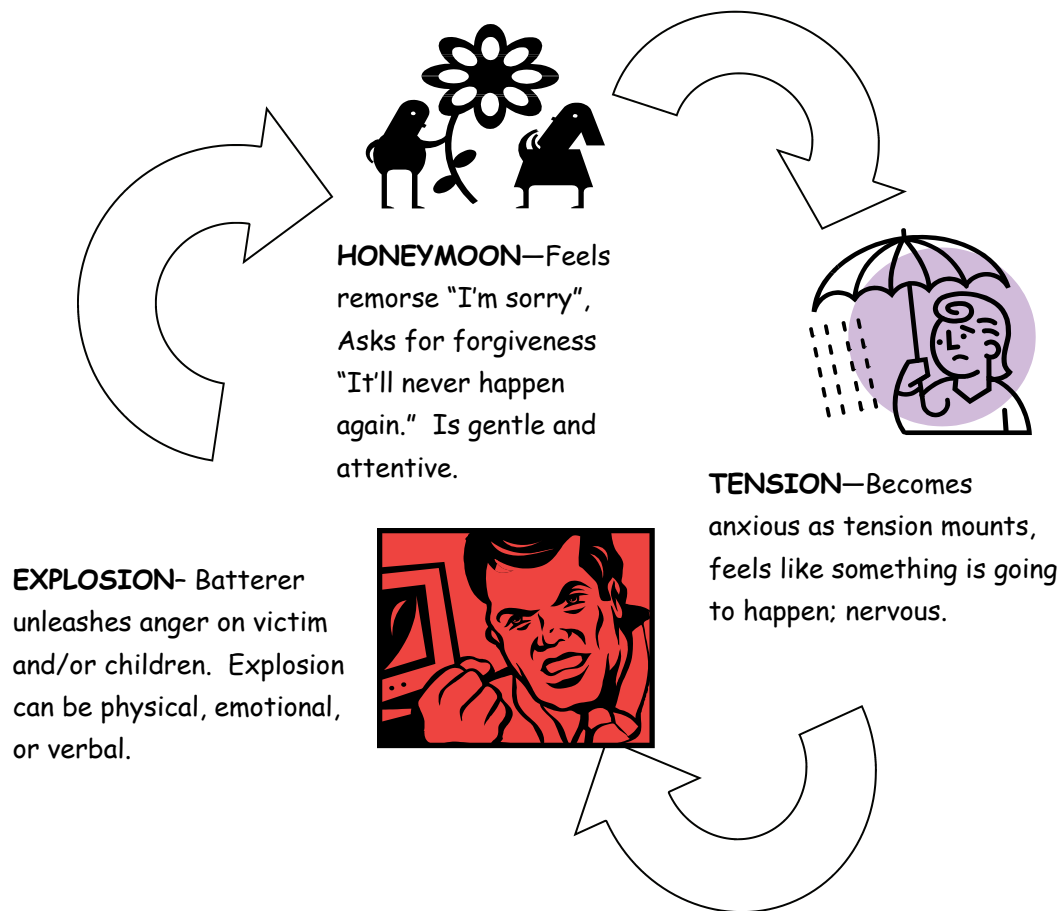 HONEYMOON—Feels
remorse “I’m sorry”,
Asks for forgiveness
“It’ll never happen
again.”  Is gentle and
attentive.
TENSION—Becomes
anxious as tension mounts,
feels like something is going
to happen; nervous.
EXPLOSION– Batterer
unleashes anger on victim
and/or children.  Explosion
can be physical, emotional,
or verbal.